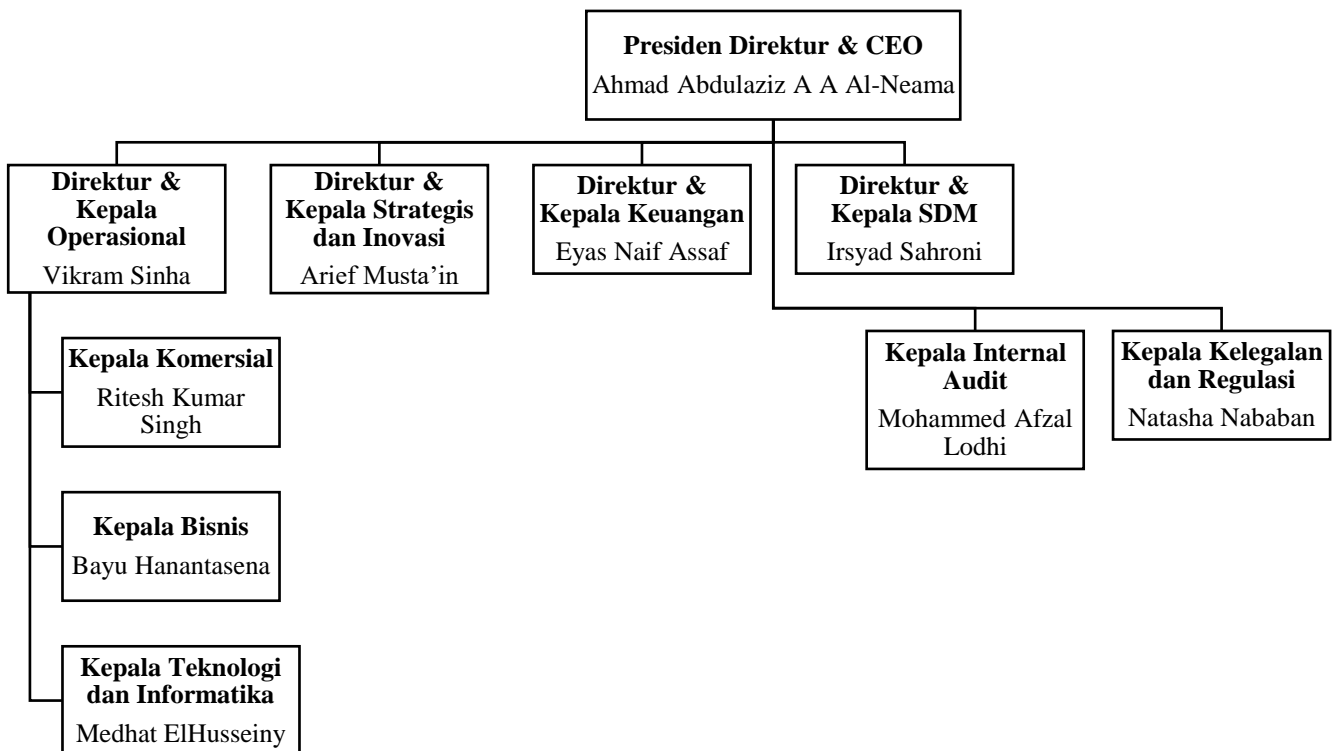 Presiden Direktur & CEO
Ahmad Abdulaziz A A Al-Neama
Direktur &
Kepala
Operasional
Vikram Sinha
Direktur &
Kepala Strategis
dan Inovasi
Arief Musta’in
Direktur &
Kepala Keuangan
Eyas Naif Assaf
Direktur &
Kepala SDM
Irsyad Sahroni
Kepala Komersial
Ritesh Kumar
Singh
Kepala Bisnis
Bayu Hanantasena
Kepala Teknologi
dan Informatika
Medhat ElHusseiny
Kepala Internal
Audit
Mohammed Afzal
Lodhi
Kepala Kelegalan
dan Regulasi
Natasha Nababan